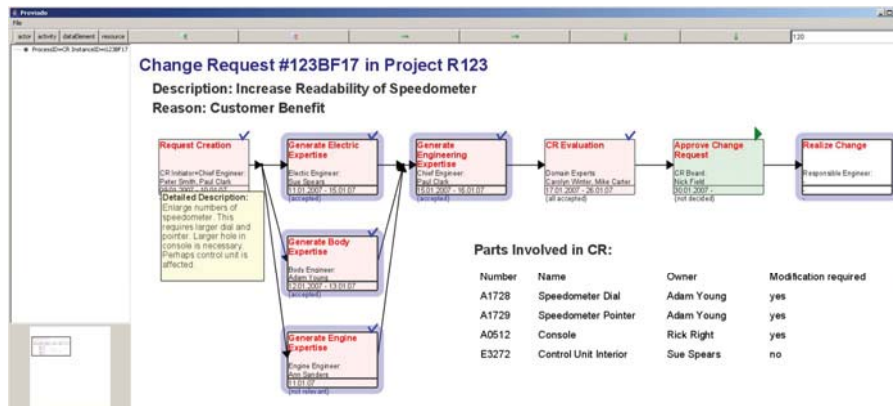 Proviado
File
actor activity dataElement resource
120
ProcessID=CR InstanceID=123BF17
Change Request #123BF17 in Project R123
Description: Increase Readability of Speedometer
Reason: Customer Benefit
Request Creation
CR Initiator=Chief Engineer:
Peter Smith, Paul Clark
Detailed Description:
Enlarge numbers of
speedometer. This
requires larger dial and
pointer. Larger hole in
console is necessary.
Perhaps control unit is
affected.
Generate Electric
Expertise
Electic Engineer:
Sue Spears
11.01.2007 - 15.01.07
(accepted)
Generate Body
Expertise
Body Engineer:
Adam Young
12.01.2007 - 13.01.07
(accepted)
Generate Engine
Expertise
Engine Engineer:
Ann Sanders
11.01.07
(not relevant)
Generate
Engineering
Expertise
Chief Engineer:
Paul Clark
15.01.2007 - 16.01.07
(accepted)
CR Evaluation
Domain Experts
Carolyn Winter, Mike Carter
17.01.2007 - 26.01.07
(all accepted)
Approve Change
Request
CR Board:
Nick Field
30.01.2007 -
(not decided)
Realize Change
Responsible Engineer:
Parts Involved in CR:
Number Name Owner Modification required
A1728 Speedometer Dial Adam Young yes
A1729 Speedometer Pointer Adam Young yes
A0512 Console Rick Right yes
E3272 Control Unit Interior Sue Spears no